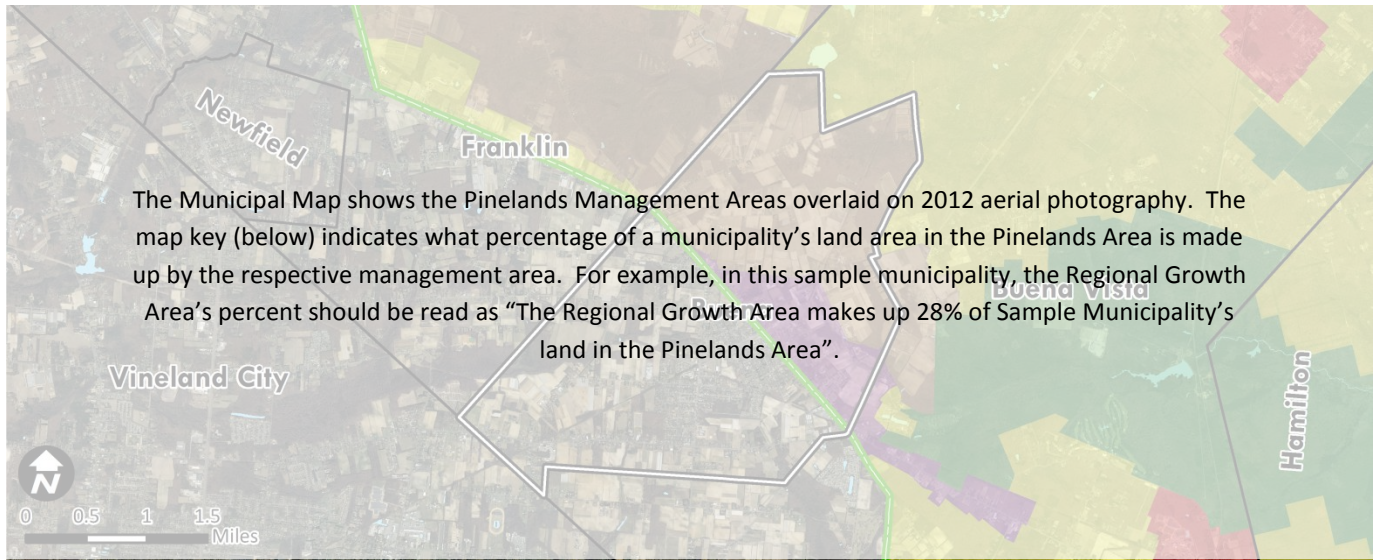 Newfield
Franklin
The Municipal Map shows the Pinelands Management Areas overlaid on 2012 aerial photography. The
map key (below) indicates what percentage of a municipality’s land area in the Pinelands Area is made
up by the respective management area. For example, in this sample municipality, the Regional Growth
Buena Vista
Area’s percent should be read as “The Regional Growth Area makes up 28% of Sample Municipality’s
land in the Pinelands Area”.
Vineland City
Hamilton
N
0 0.5 1 1.5
Miles